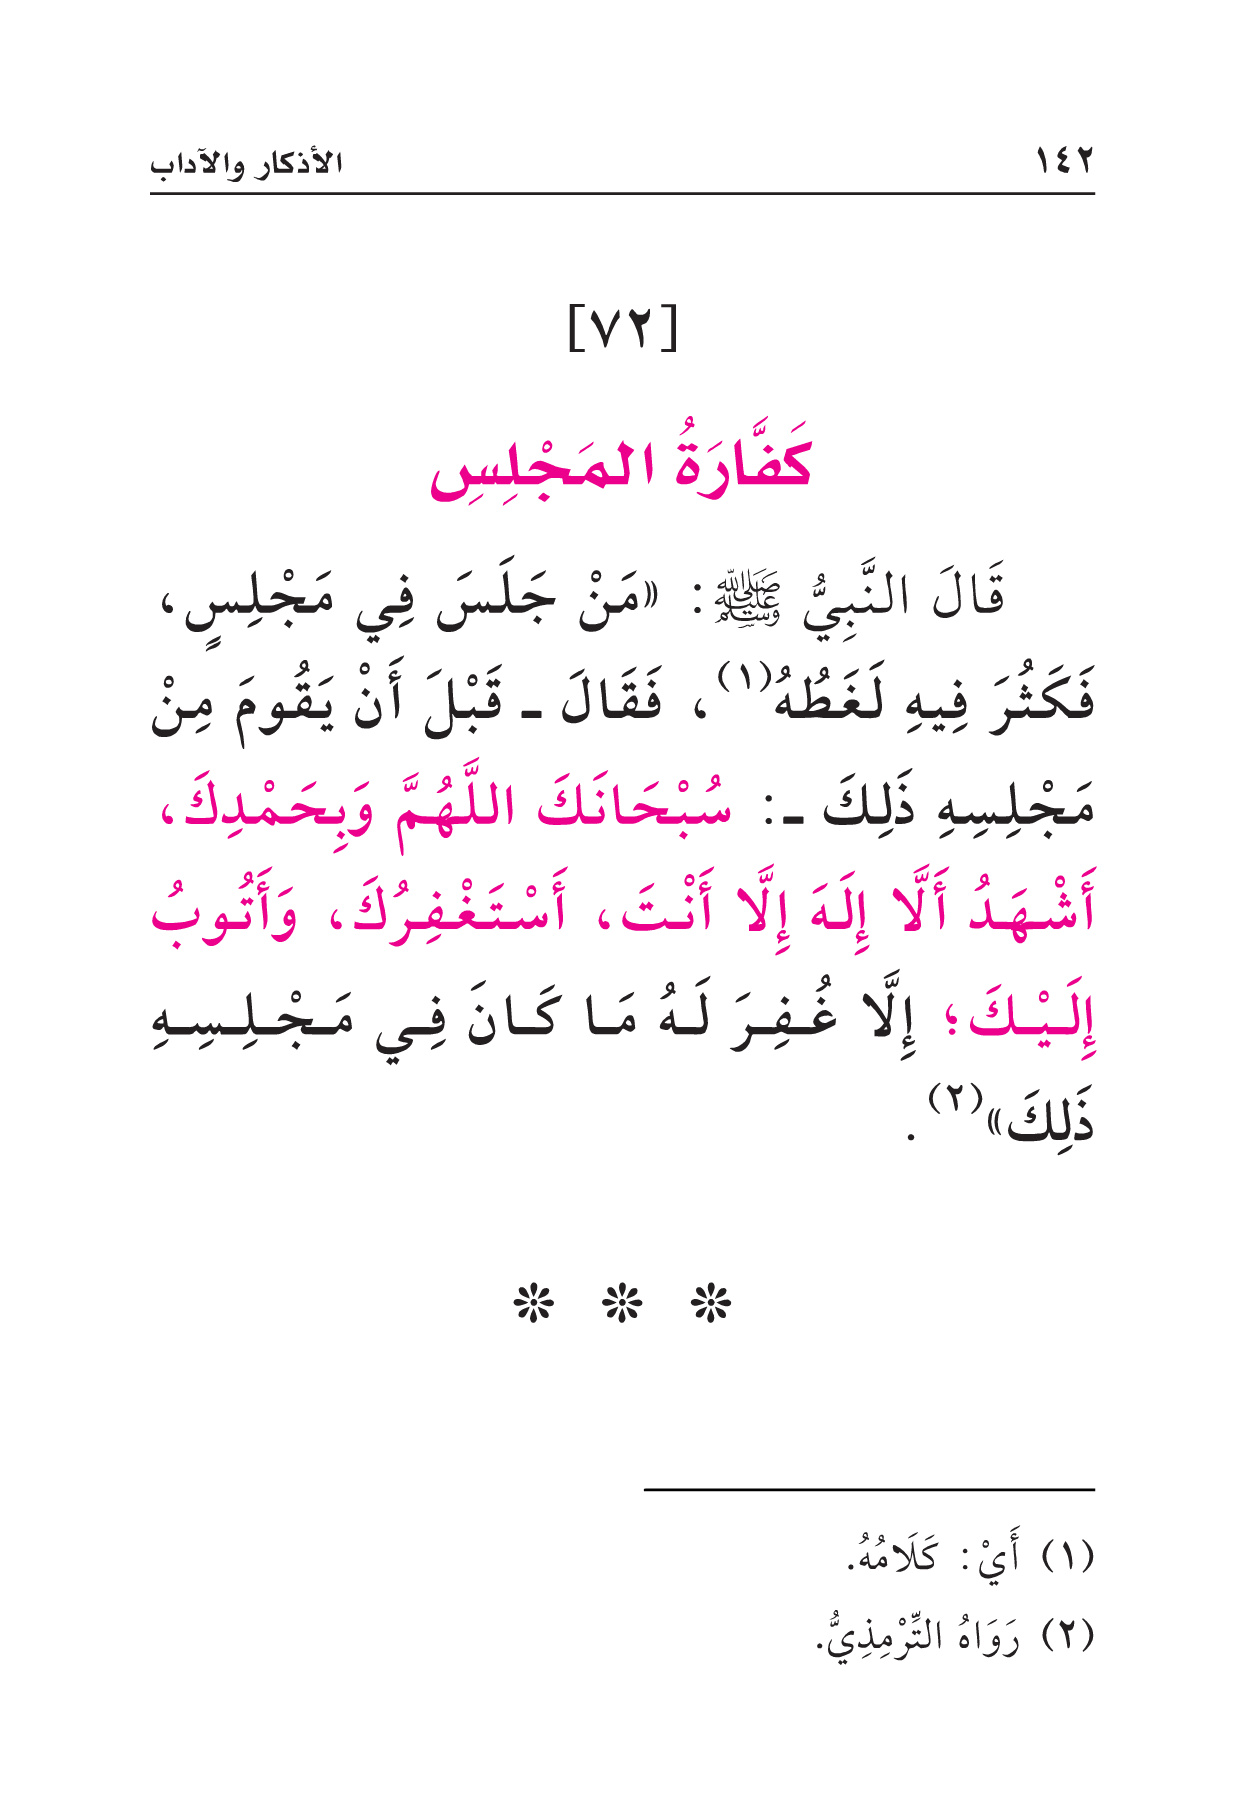 ١٤٢ الأذكار والآداب
[٧٢]
كَفَّارَةُ المَجْلِسِ
قَالَ النَّبِيُّ ﷺ: «مَنْ جَلَسَ فِي مَجْلِسٍ،
فَكَثُرَ فِيهِ لَغَطُهُ(١)، فَقَالَ ـ قَبْلَ أَنْ يَقُومَ مِنْ
مَجْلِسِهِ ذَلِكَ ـ: سُبْحَانَكَ اللَّهُمَّ وَبِحَمْدِكَ،
أَشْهَدُ أَلَّا إِلَهَ إِلَّا أَنْتَ، أَسْتَغْفِرُكَ، وَأَتُوبُ
إِلَيْكَ؛ إِلَّا غُفِرَ لَهُ مَا كَانَ فِي مَجْلِسِهِ
ذَلِكَ»(٢).
(١) أَيْ: كَلَامُهُ.
(٢) رَوَاهُ التِّرْمِذِيُّ.